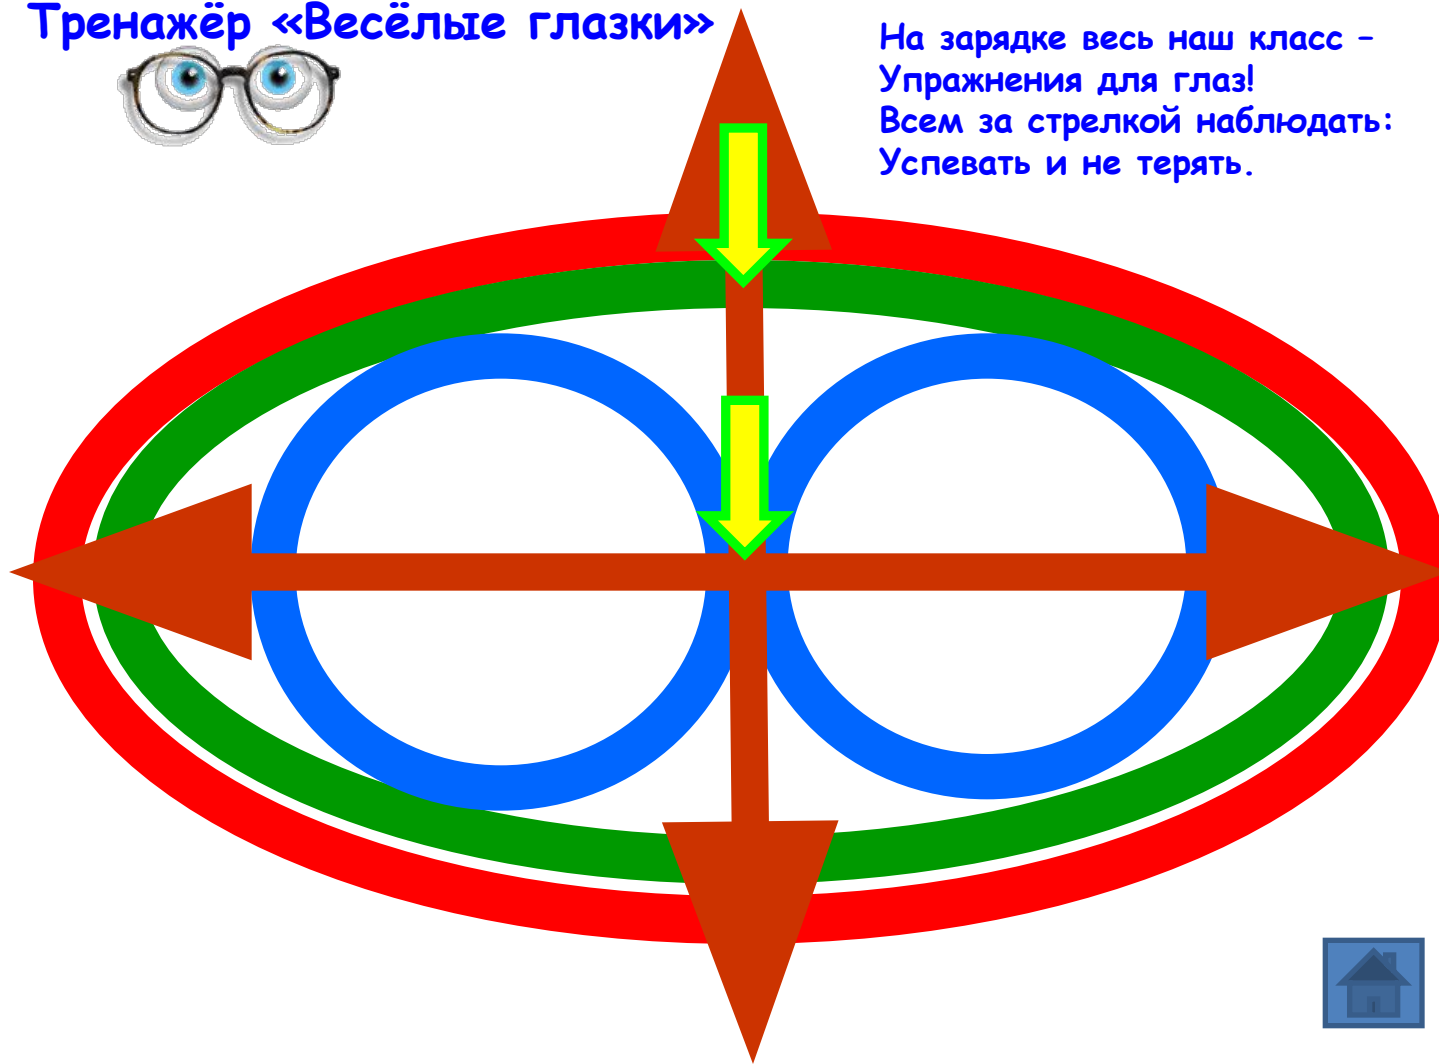 Тренажёр «Весёлые глазки»
На зарядке весь наш класс –
Упражнения для глаз!
Всем за стрелкой наблюдать:
Успевать и не терять.